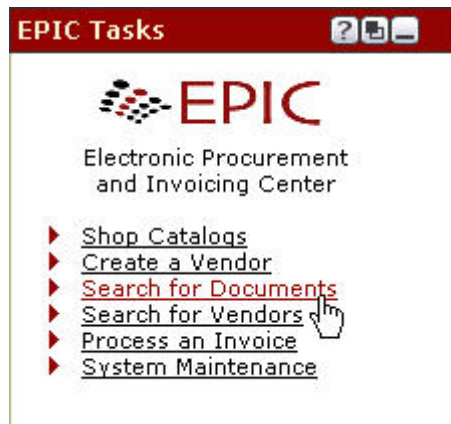 EPIC Tasks ?
EPIC
Electronic Procurement
and Invoicing Center
Shop Catalogs
Create a Vendor
Search for Documents
Search for Vendors
Process an Invoice
System Maintenance